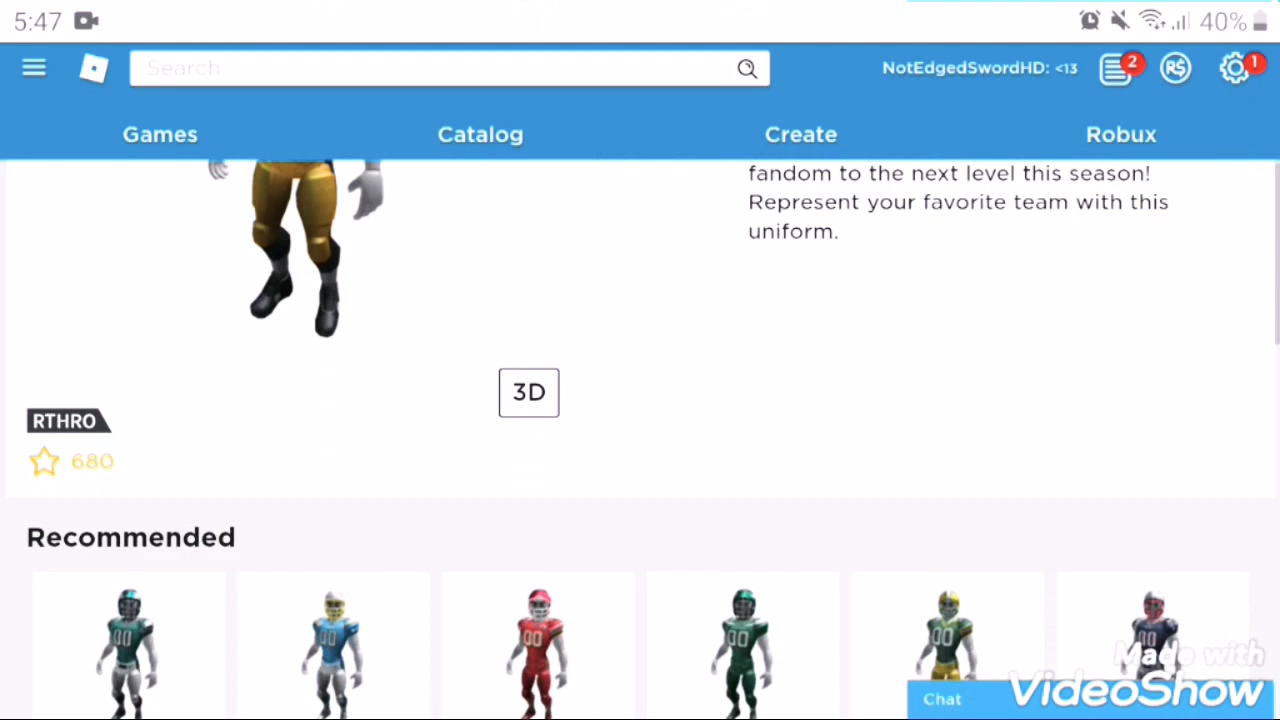 5:47
40%
Search
NotEdgedSwordHD: <13
2
R$
1
Games
Catalog
Create
Robux
fandom to the next level this season!
Represent your favorite team with this
uniform.
3D
RTHRO
680
Recommended
00
00
00
00
00
00
Chat
Made with
VideoShow